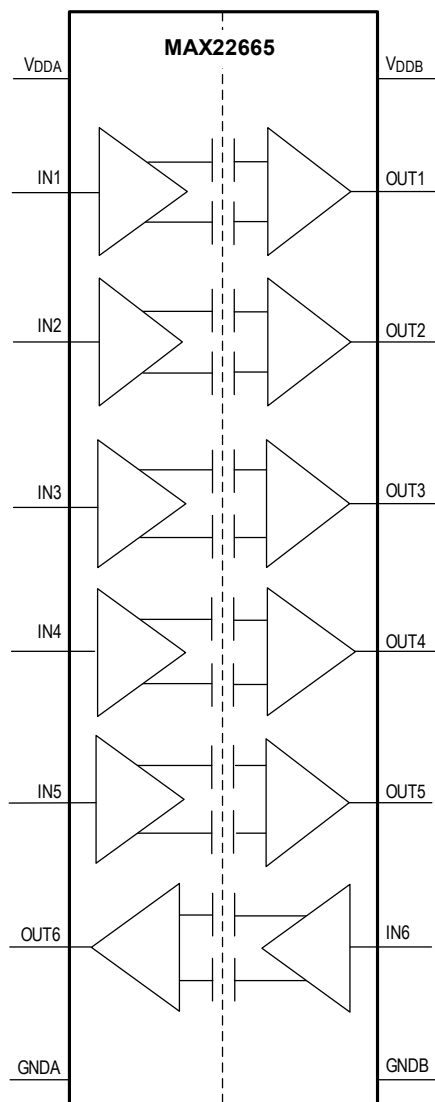 MAX22665
VDDA
VDDB
IN1
OUT1
IN2
OUT2
IN3
OUT3
IN4
OUT4
IN5
OUT5
OUT6
IN6
GNDA
GNDB